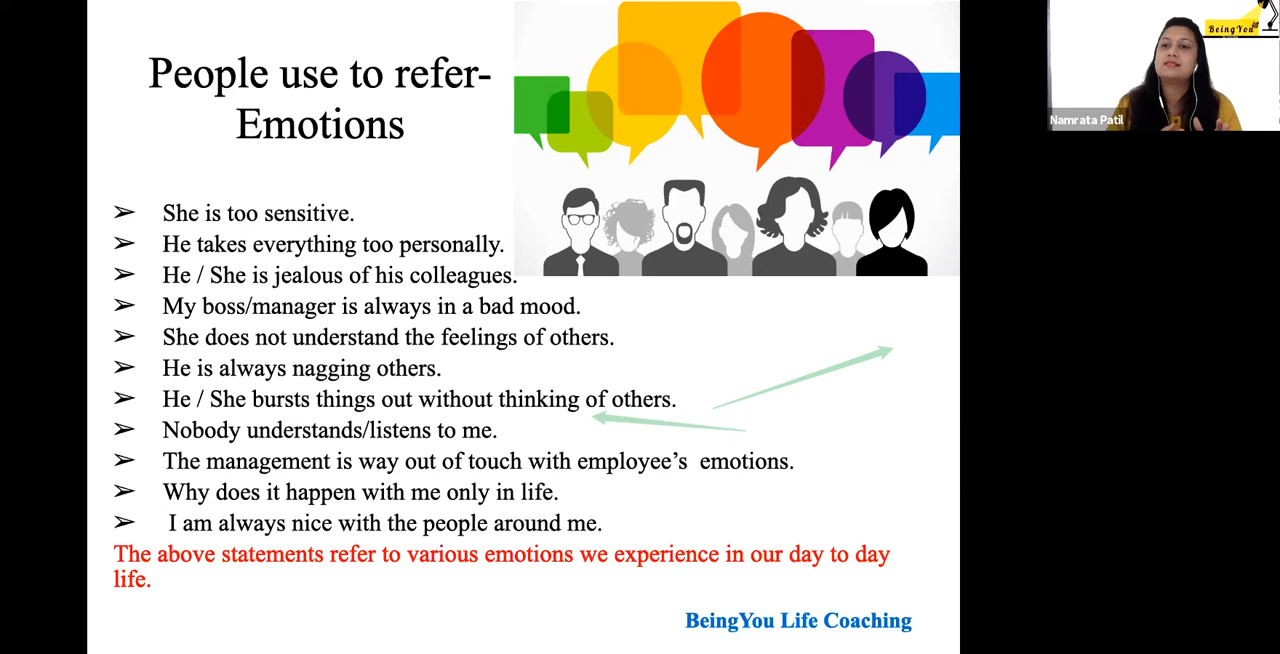 People use to refer-
Emotions
➢ She is too sensitive.
➢ He takes everything too personally.
➢ He / She is jealous of his colleagues.
➢ My boss/manager is always in a bad mood.
➢ She does not understand the feelings of others.
➢ He is always nagging others.
➢ He / She bursts things out without thinking of others.
➢ Nobody understands/listens to me.
➢ The management is way out of touch with employee’s  emotions.
➢ Why does it happen with me only in life.
➢ I am always nice with the people around me.
The above statements refer to various emotions we experience in our day to day
life.
BeingYou Life Coaching
BeingYou
Namrata Patil